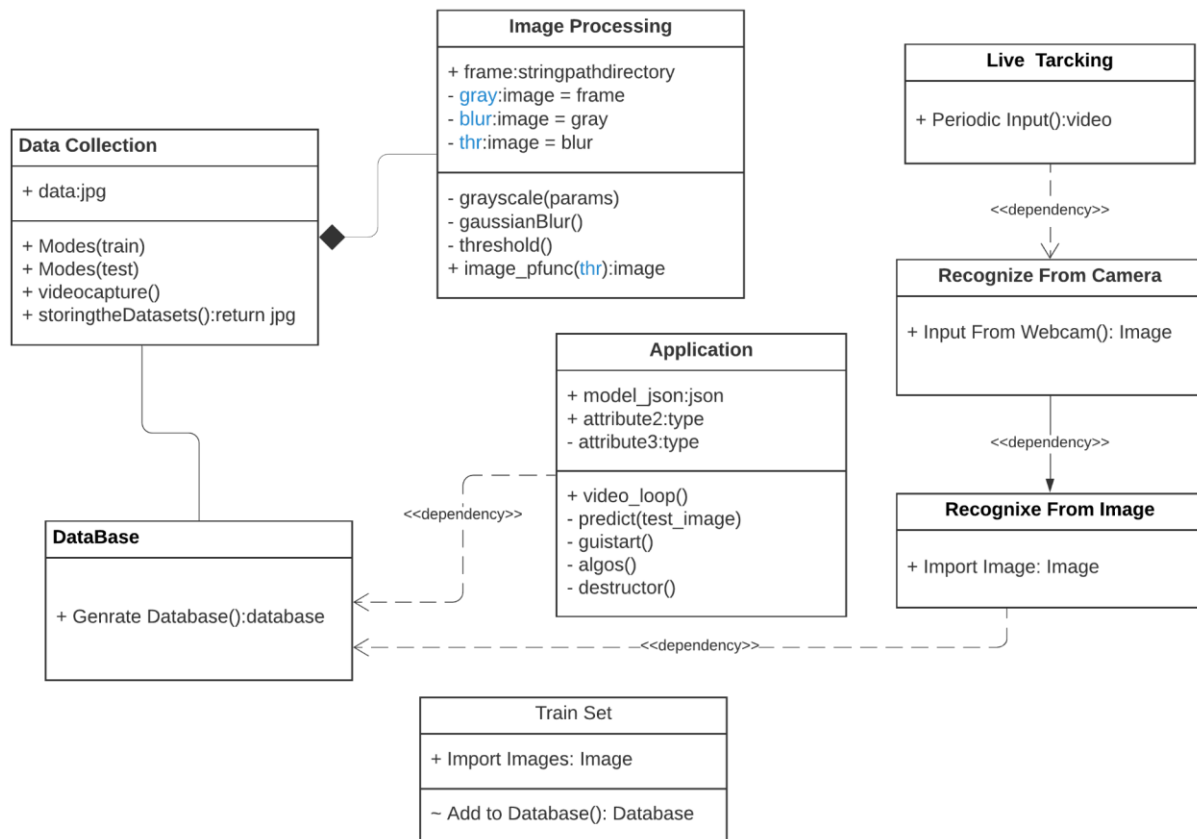 Image Processing
+ frame:stringpathdirectory
- gray:image = frame
- blur:image = gray
- thr:image = blur
- grayscale(params)
- gaussianBlur()
- threshold()
+ image_pfunc(thr):image
Live Tarcking
+ Periodic Input():video
<<dependency>>
Data Collection
+ data:jpg
+ Modes(train)
+ Modes(test)
+ videocapture()
+ storingtheDatasets():return jpg
Recognize From Camera
+ Input From Webcam(): Image
<<dependency>>
Application
+ model_json:json
+ attribute2:type
- attribute3:type
+ video_loop()
- predict(test_image)
- guistart()
- algos()
- destructor()
<<dependency>>
Recognixe From Image
+ Import Image: Image
DataBase
+ Genrate Database():database
<<dependency>>
Train Set
+ Import Images: Image
~ Add to Database(): Database